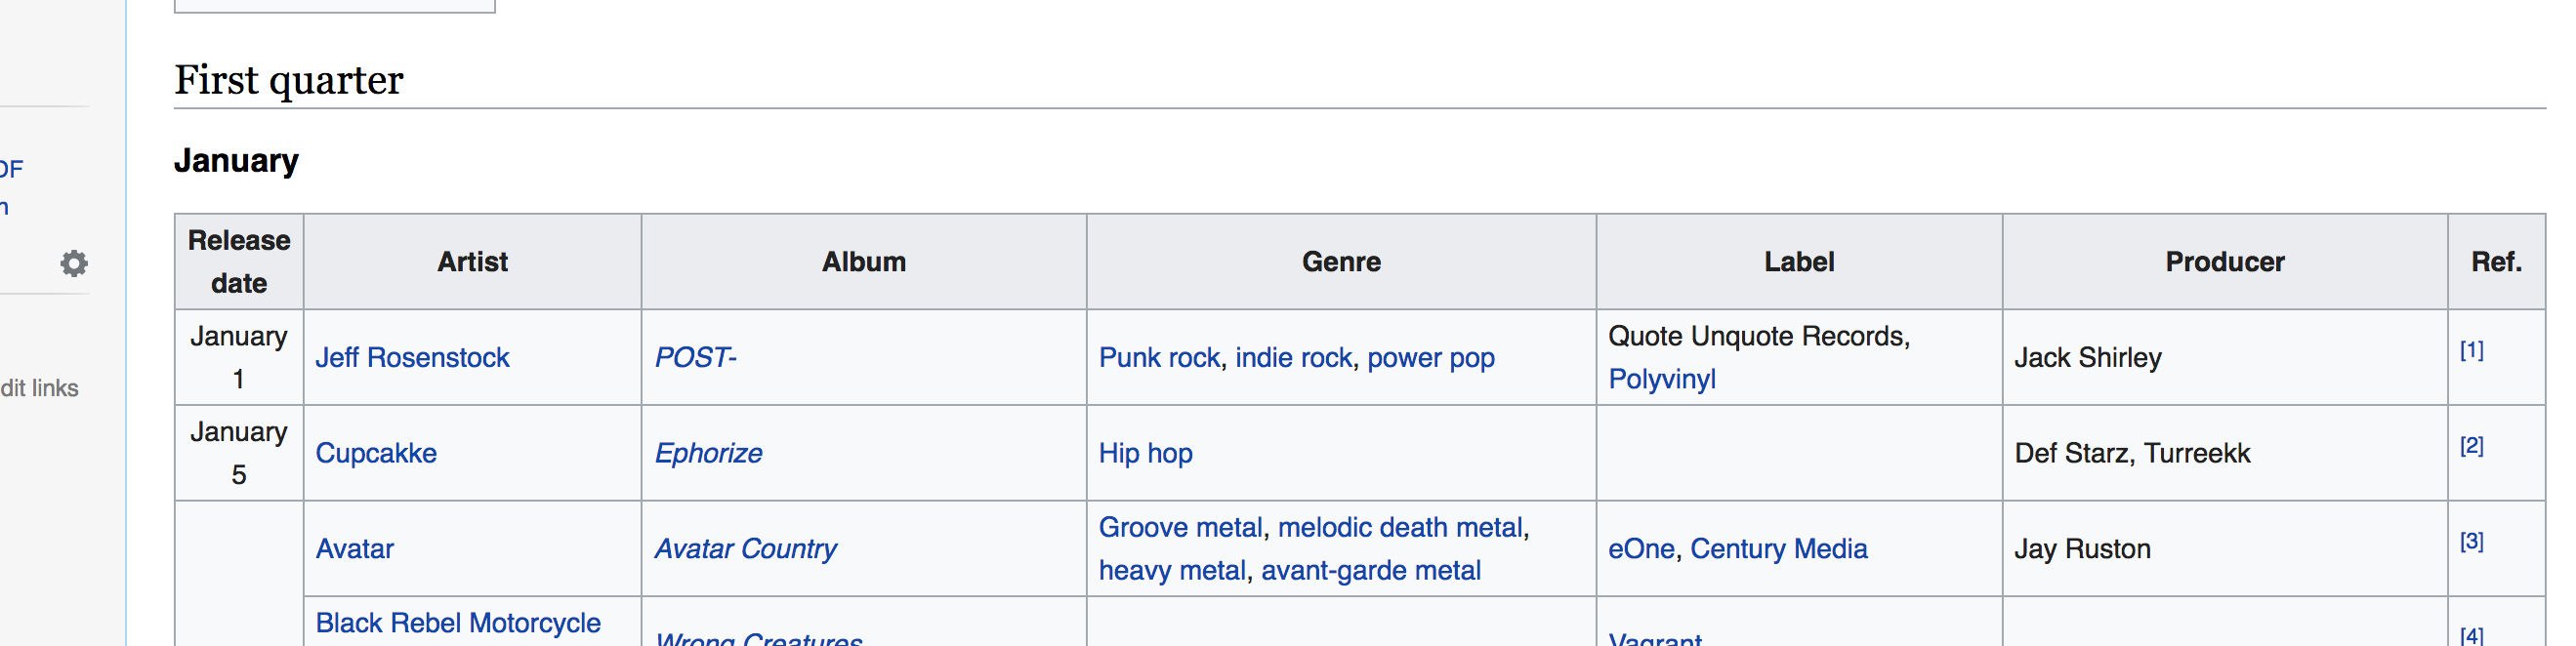 First quarter
January
DF
n
dit links
Release date Artist Album Genre Label Producer Ref.
January 1 Jeff Rosenstock POST- Punk rock, indie rock, power pop Quote Unquote Records, Polyvinyl Jack Shirley [1]
January 5 Cupcakke Ephorize Hip hop Def Starz, Turreekk [2]
Avatar Avatar Country Groove metal, melodic death metal, heavy metal, avant-garde metal eOne, Century Media Jay Ruston [3]
Black Rebel Motorcycle Wrong Creatures Vagrant [4]